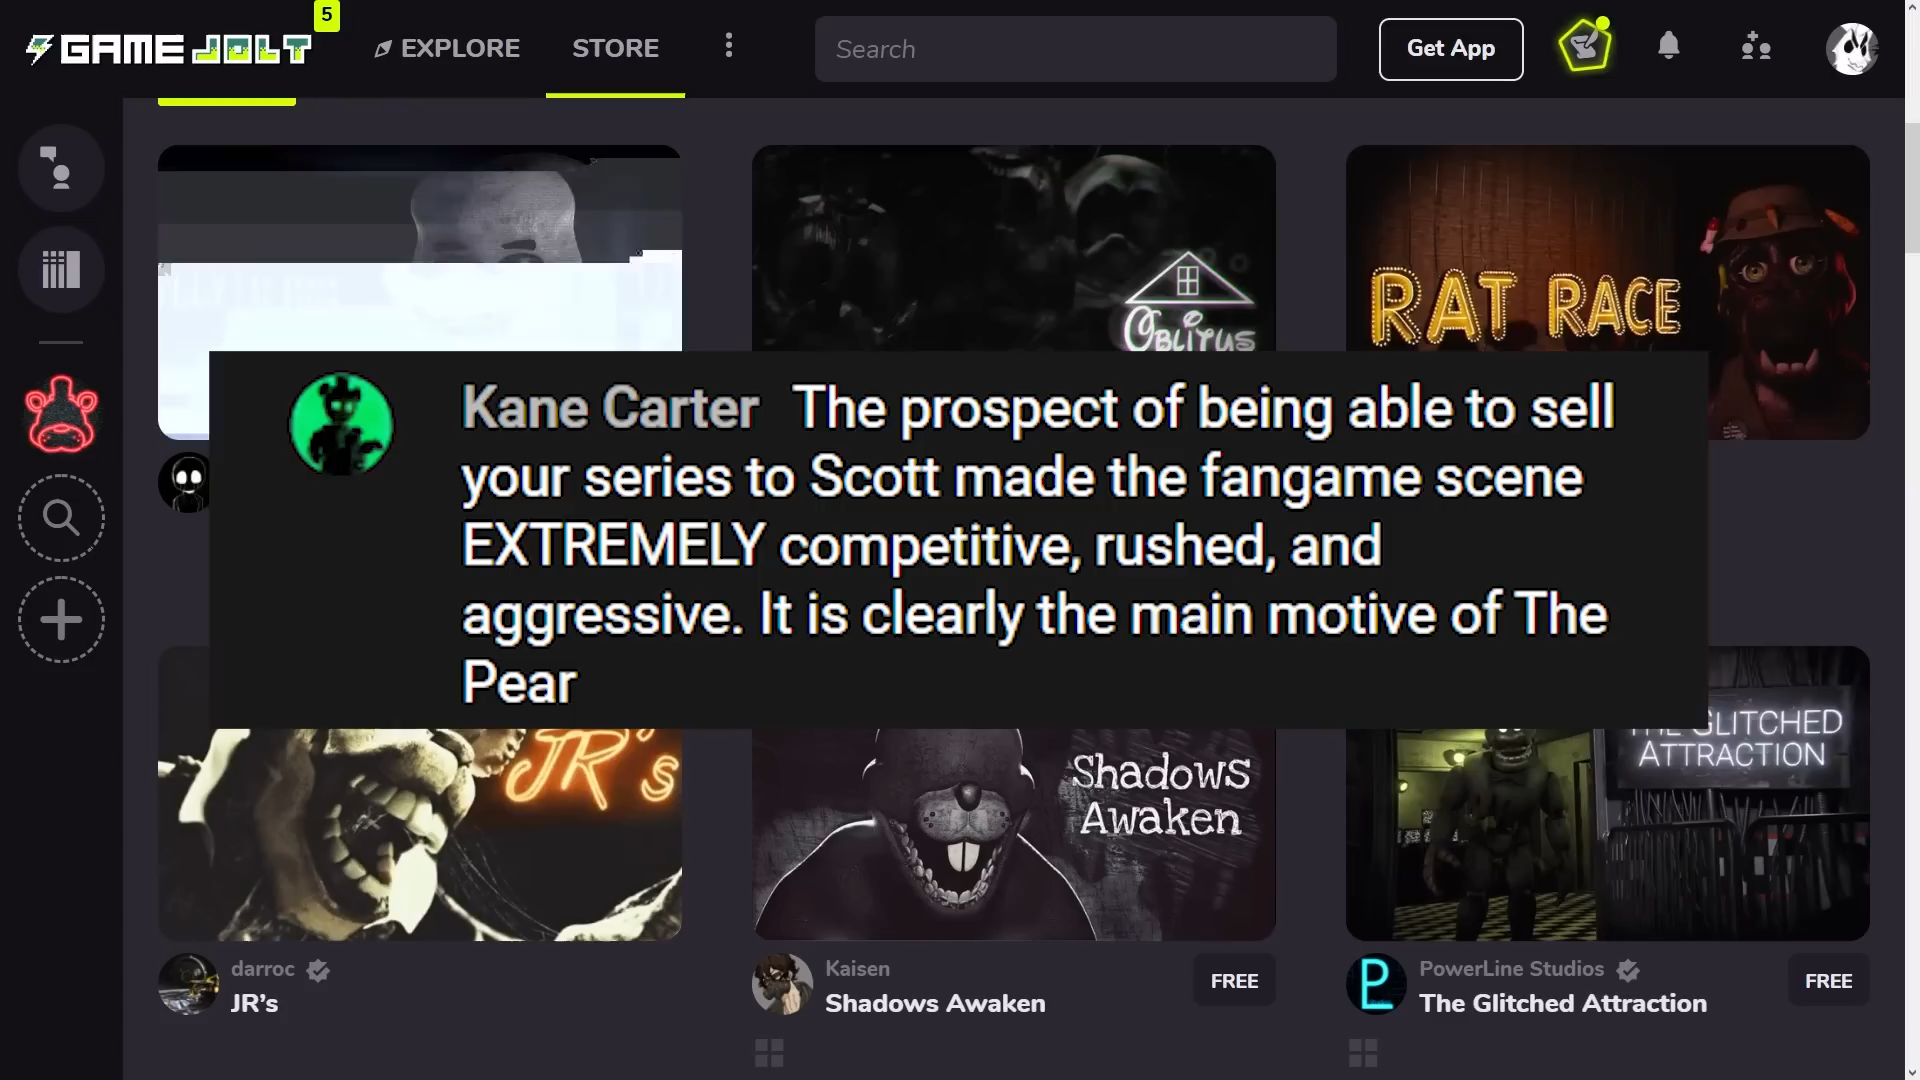 5
GAME JOLT
EXPLORE
STORE
Search
Get App
OBLITUS
RAT RACE
Kane Carter The prospect of being able to sell
your series to Scott made the fangame scene
EXTREMELY competitive, rushed, and
aggressive. It is clearly the main motive of The
Pear
JR's
Shadows
Awaken
THE GLITCHED
ATTRACTION
darroc
JR's
Kaisen
Shadows Awaken
FREE
P
PowerLine Studios
The Glitched Attraction
FREE